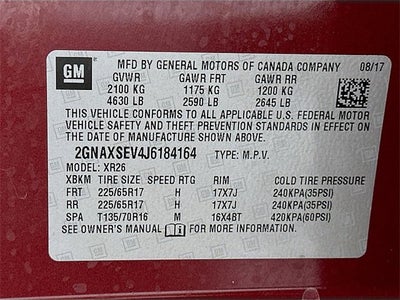 GM
MFD BY GENERAL MOTORS OF CANADA COMPANY 08/17
GVWR GAWR FRT GAWR RR
2100 KG 1175 KG 1200 KG
4630 LB 2590 LB 2645 LB
THIS VEHICLE CONFORMS TO ALL APPLICABLE U.S. FEDERAL MOTOR
VEHICLE SAFETY AND THEFT PREVENTION STANDARDS IN EFFECT ON
THE DATE OF MANUFACTURE SHOWN ABOVE.
2GNAXSEV4J6184164 TYPE: M.P.V.
MODEL: XR26
XBKM TIRE SIZE SPEED RTG RIM COLD TIRE PRESSURE
FRT 225/65R17 H 17X7J 240KPA(35PSI)
RR 225/65R17 H 17X7J 240KPA(35PSI)
SPA T135/70R16 M 16X4BT 420KPA(60PSI)
SEE OWNER'S MANUAL FOR MORE INFORMATION.